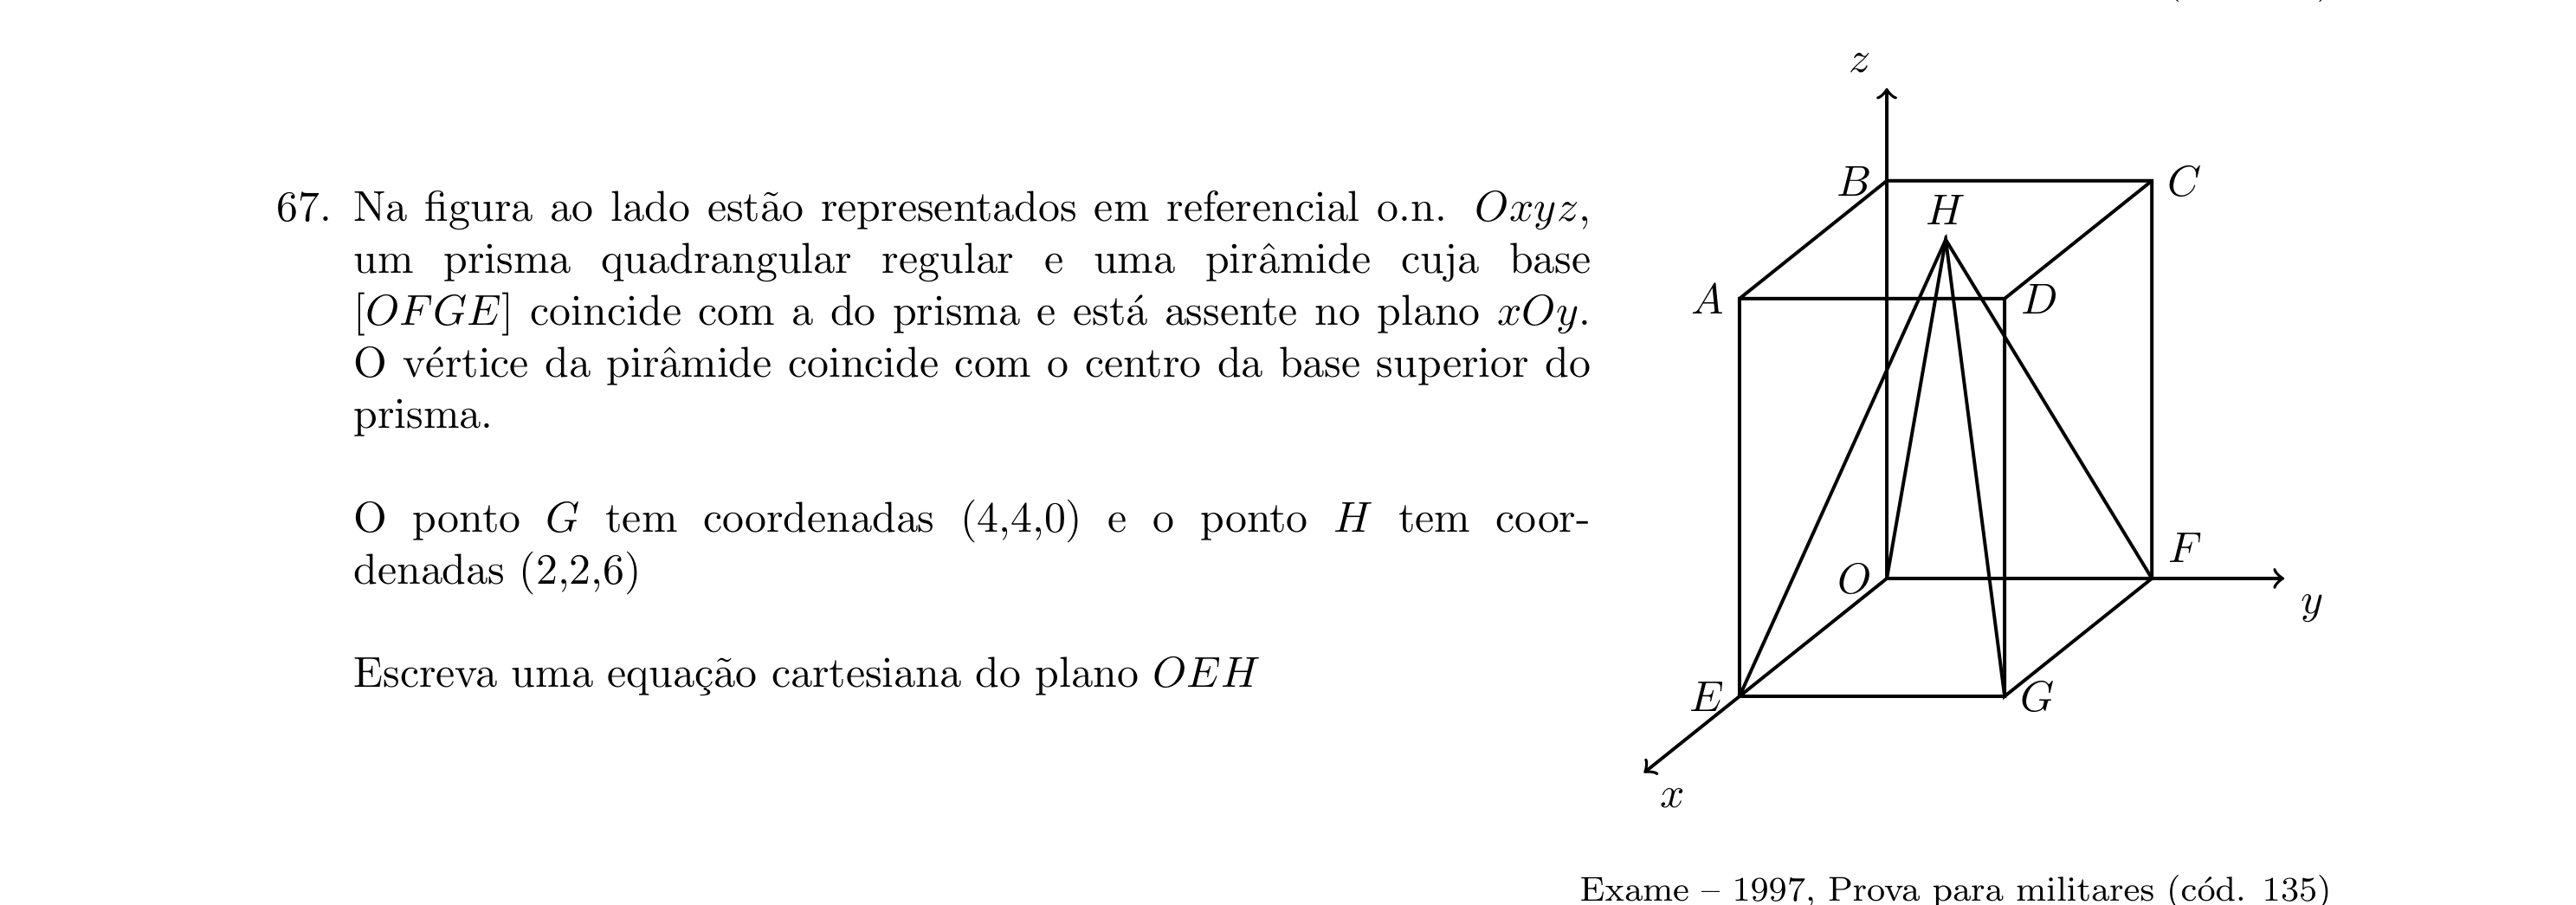 67. Na figura ao lado estão representados em referencial o.n. Oxyz,
um prisma quadrangular regular e uma pirâmide cuja base
[OFGE] coincide com a do prisma e está assente no plano xOy.
O vértice da pirâmide coincide com o centro da base superior do
prisma.
O ponto G tem coordenadas (4,4,0) e o ponto H tem coor-
denadas (2,2,6)
Escreva uma equação cartesiana do plano OEH
z
B
C
H
A
D
F
O
y
E
G
x
Exame – 1997, Prova para militares (cód. 135)